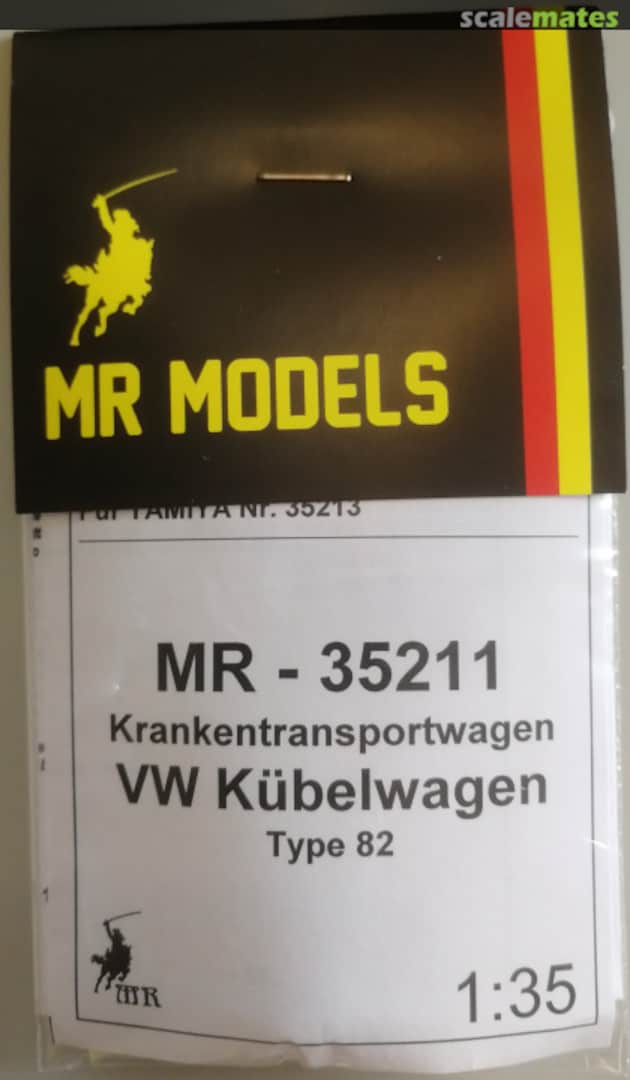 scalemates
MR MODELS
Für TAMIYA Nr. 35213
MR - 35211
Krankentransportwagen
VW Kübelwagen
Type 82
MR
1:35